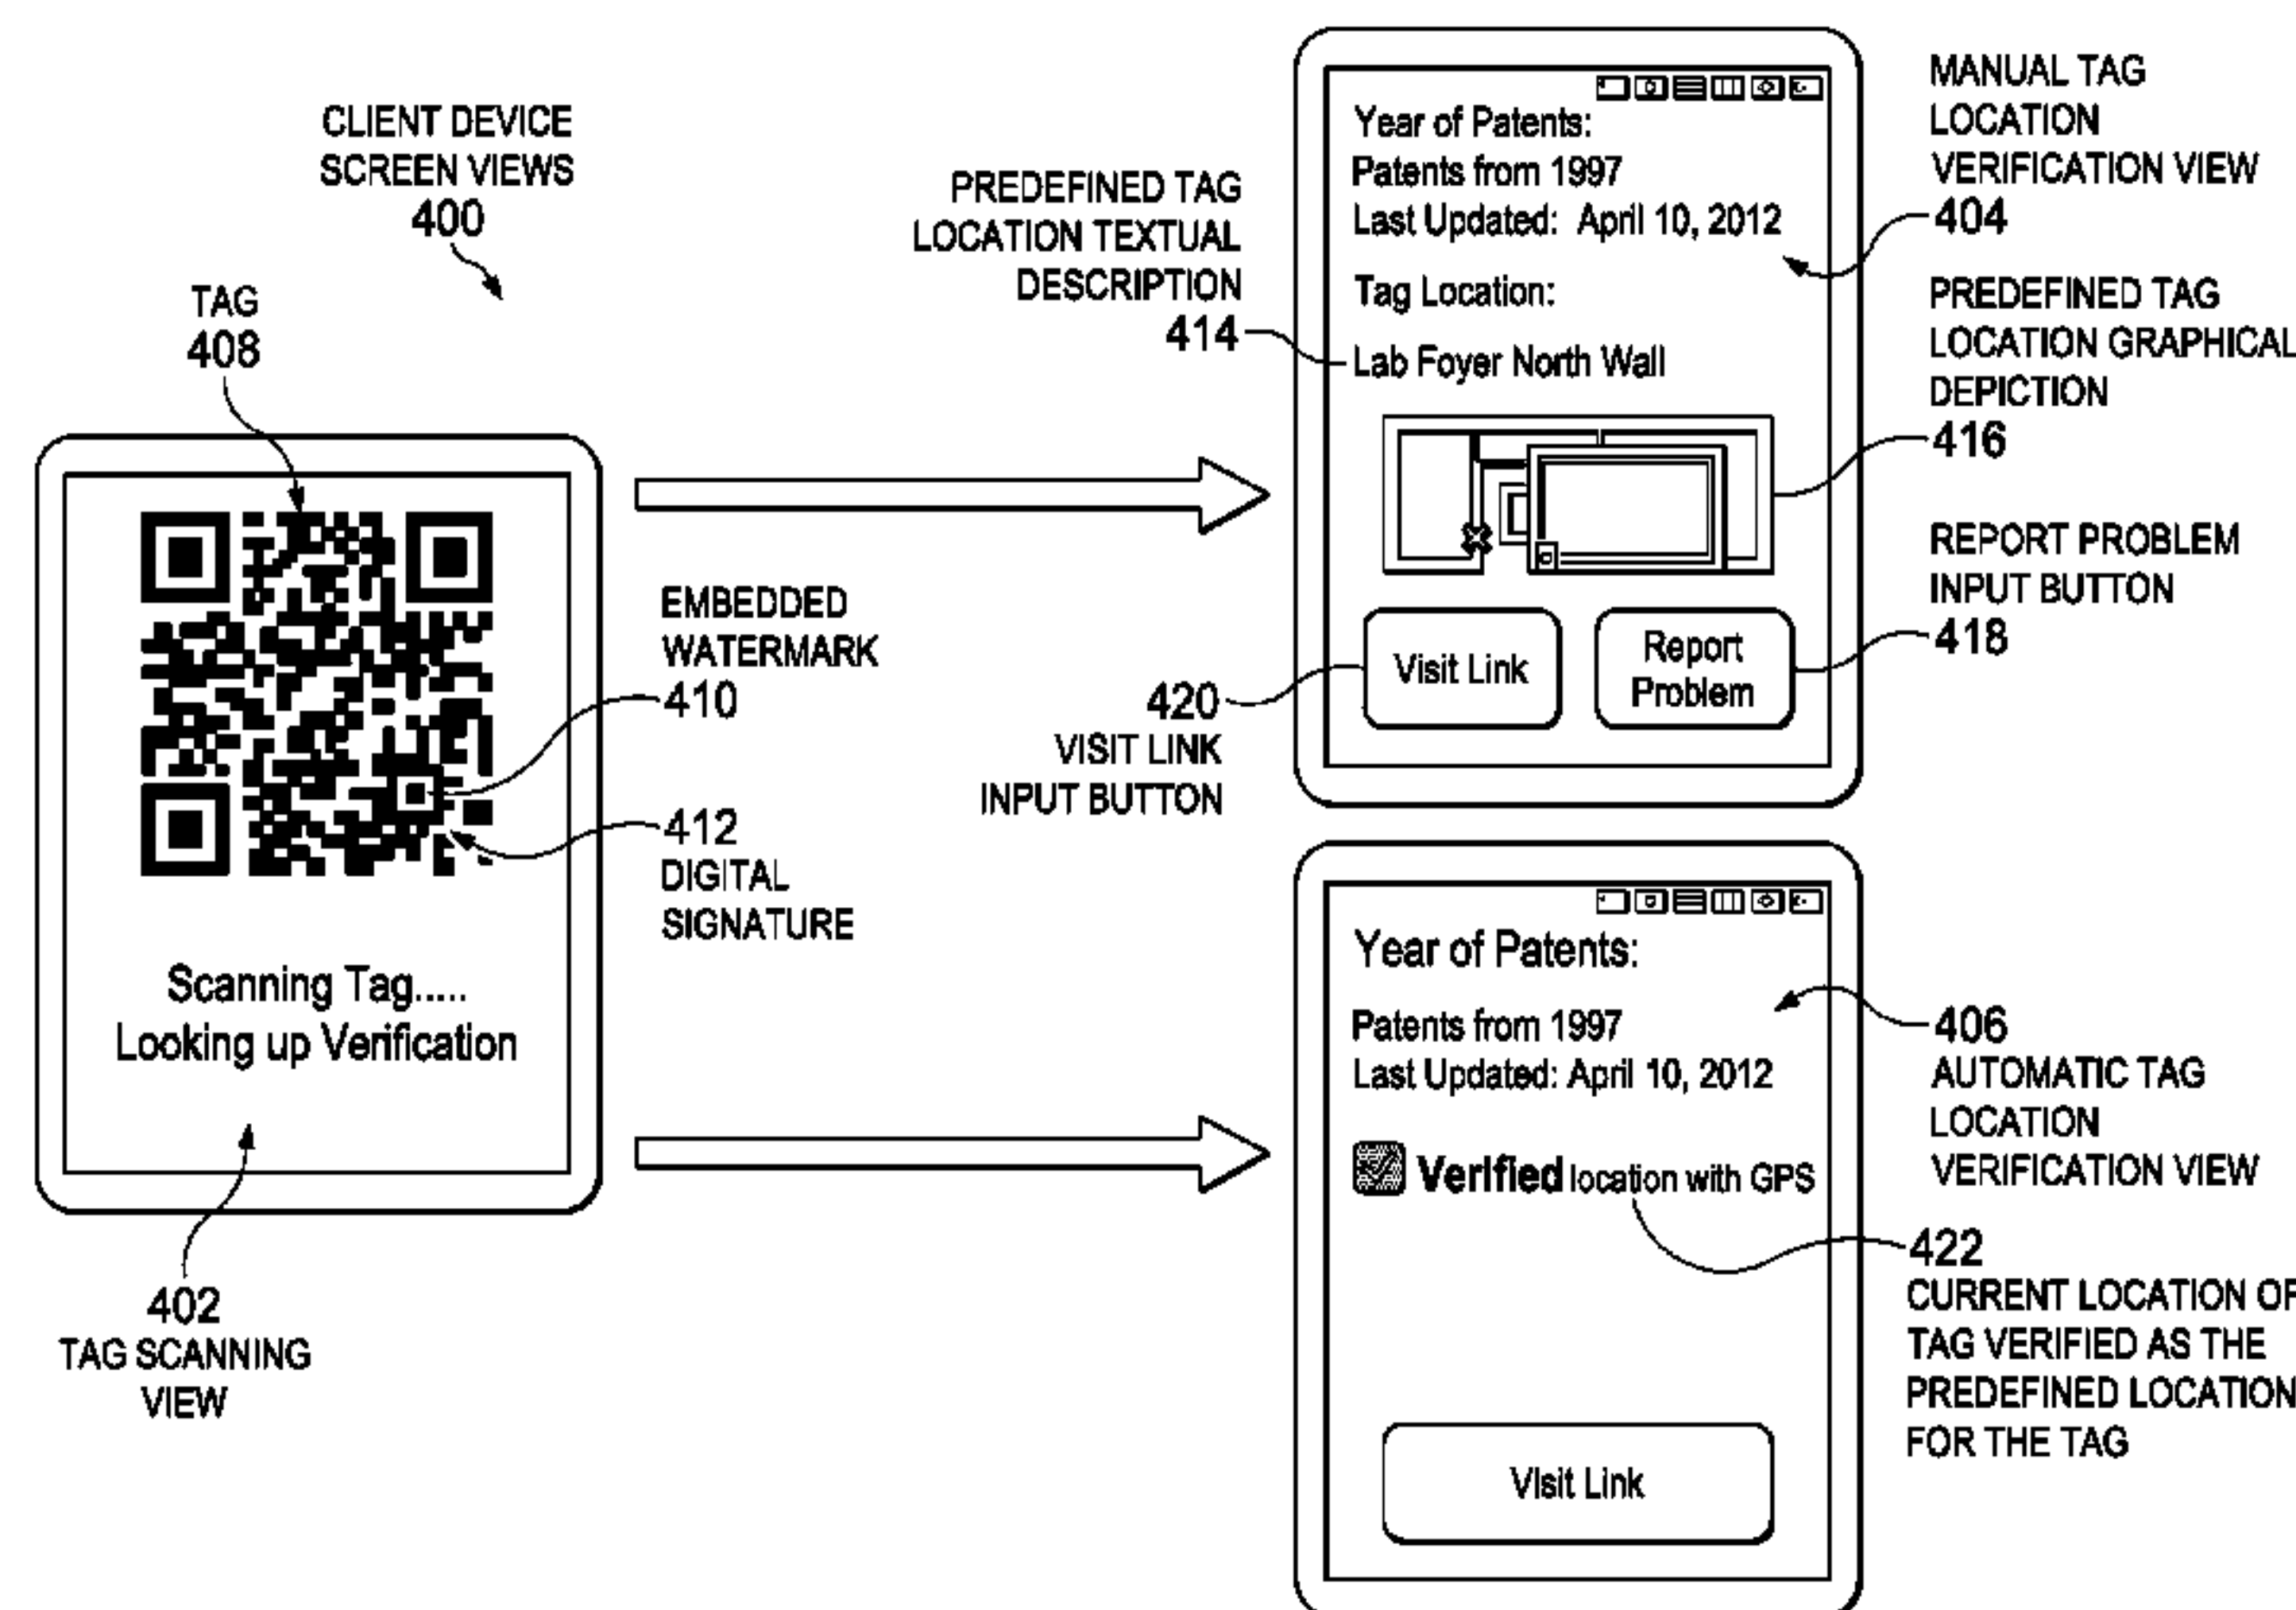 CLIENT DEVICE
SCREEN VIEWS
400
TAG
408
EMBEDDED
WATERMARK
410
412
DIGITAL
SIGNATURE
Scanning Tag.....
Looking up Verification
402
TAG SCANNING
VIEW
PREDEFINED TAG
LOCATION TEXTUAL
DESCRIPTION
414
420
VISIT LINK
INPUT BUTTON
Year of Patents:
Patents from 1997
Last Updated: April 10, 2012
Tag Location:
Lab Foyer North Wall
Visit Link
Report
Problem
MANUAL TAG
LOCATION
VERIFICATION VIEW
404
PREDEFINED TAG
LOCATION GRAPHICAL
DEPICTION
416
REPORT PROBLEM
INPUT BUTTON
418
Year of Patents:
Patents from 1997
Last Updated: April 10, 2012
Verified location with GPS
Visit Link
406
AUTOMATIC TAG
LOCATION
VERIFICATION VIEW
422
CURRENT LOCATION OF
TAG VERIFIED AS THE
PREDEFINED LOCATION
FOR THE TAG